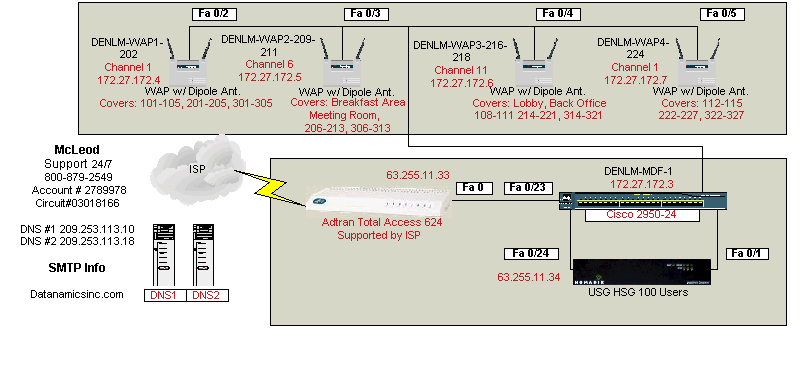 Fa 0/2
Fa 0/3
Fa 0/4
Fa 0/5
DENLM-WAP1-
202
Channel 1
172.27.172.4
WAP w/ Dipole Ant.
Covers: 101-105, 201-205, 301-305
DENLM-WAP2-209-
211
Channel 6
172.27.172.5
WAP w/ Dipole Ant.
Covers: Breakfast Area
Meeting Room,
206-213, 306-313
DENLM-WAP3-216-
218
Channel 11
172.27.172.6
WAP w/ Dipole Ant.
Covers: Lobby, Back Office
108-111 214-221, 314-321
DENLM-WAP4-
224
Channel 1
172.27.172.7
WAP w/ Dipole Ant.
Covers: 112-115
222-227, 322-327
McLeod
Support 24/7
800-879-2549
Account # 2789978
Circuit#03018166
ISP
DNS #1 209.253.113.10
DNS #2 209.253.113.18
SMTP Info
Datanamicsinc.com
DNS1
DNS2
63.255.11.33
Adtran Total Access 624
Supported by ISP
Fa 0
Fa 0/23
DENLM-MDF-1
172.27.172.3
Cisco 2950-24
Fa 0/24
Fa 0/1
63.255.11.34
NOMADIX
USG HSG 100 Users